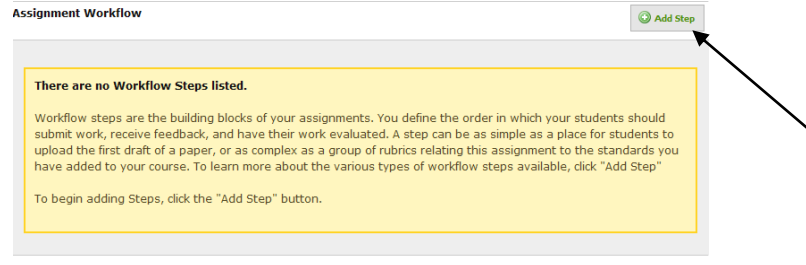 Assignment Workflow
Add Step
There are no Workflow Steps listed.
Workflow steps are the building blocks of your assignments. You define the order in which your students should
submit work, receive feedback, and have their work evaluated. A step can be as simple as a place for students to
upload the first draft of a paper, or as complex as a group of rubrics relating this assignment to the standards you
have added to your course. To learn more about the various types of workflow steps available, click "Add Step"
To begin adding Steps, click the "Add Step" button.